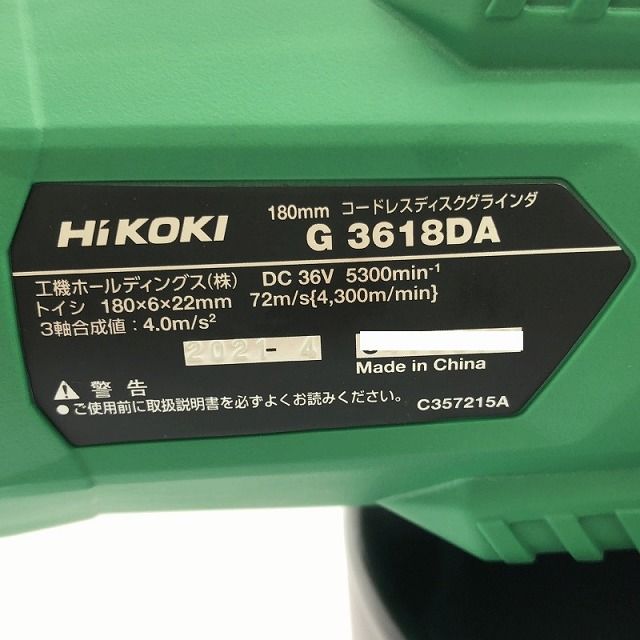 HiKOKI 180mm コードレスディスクグラインダ
G 3618DA
工機ホールディングス(株) DC 36V 5300min⁻¹
トイシ 180×6×22mm 72m/s{4,300m/min}
3軸合成値：4.0m/s²
2021-4
Made in China
⚠ 警告
●ご使用前に取扱説明書を必ずよくお読みください。
C357215A